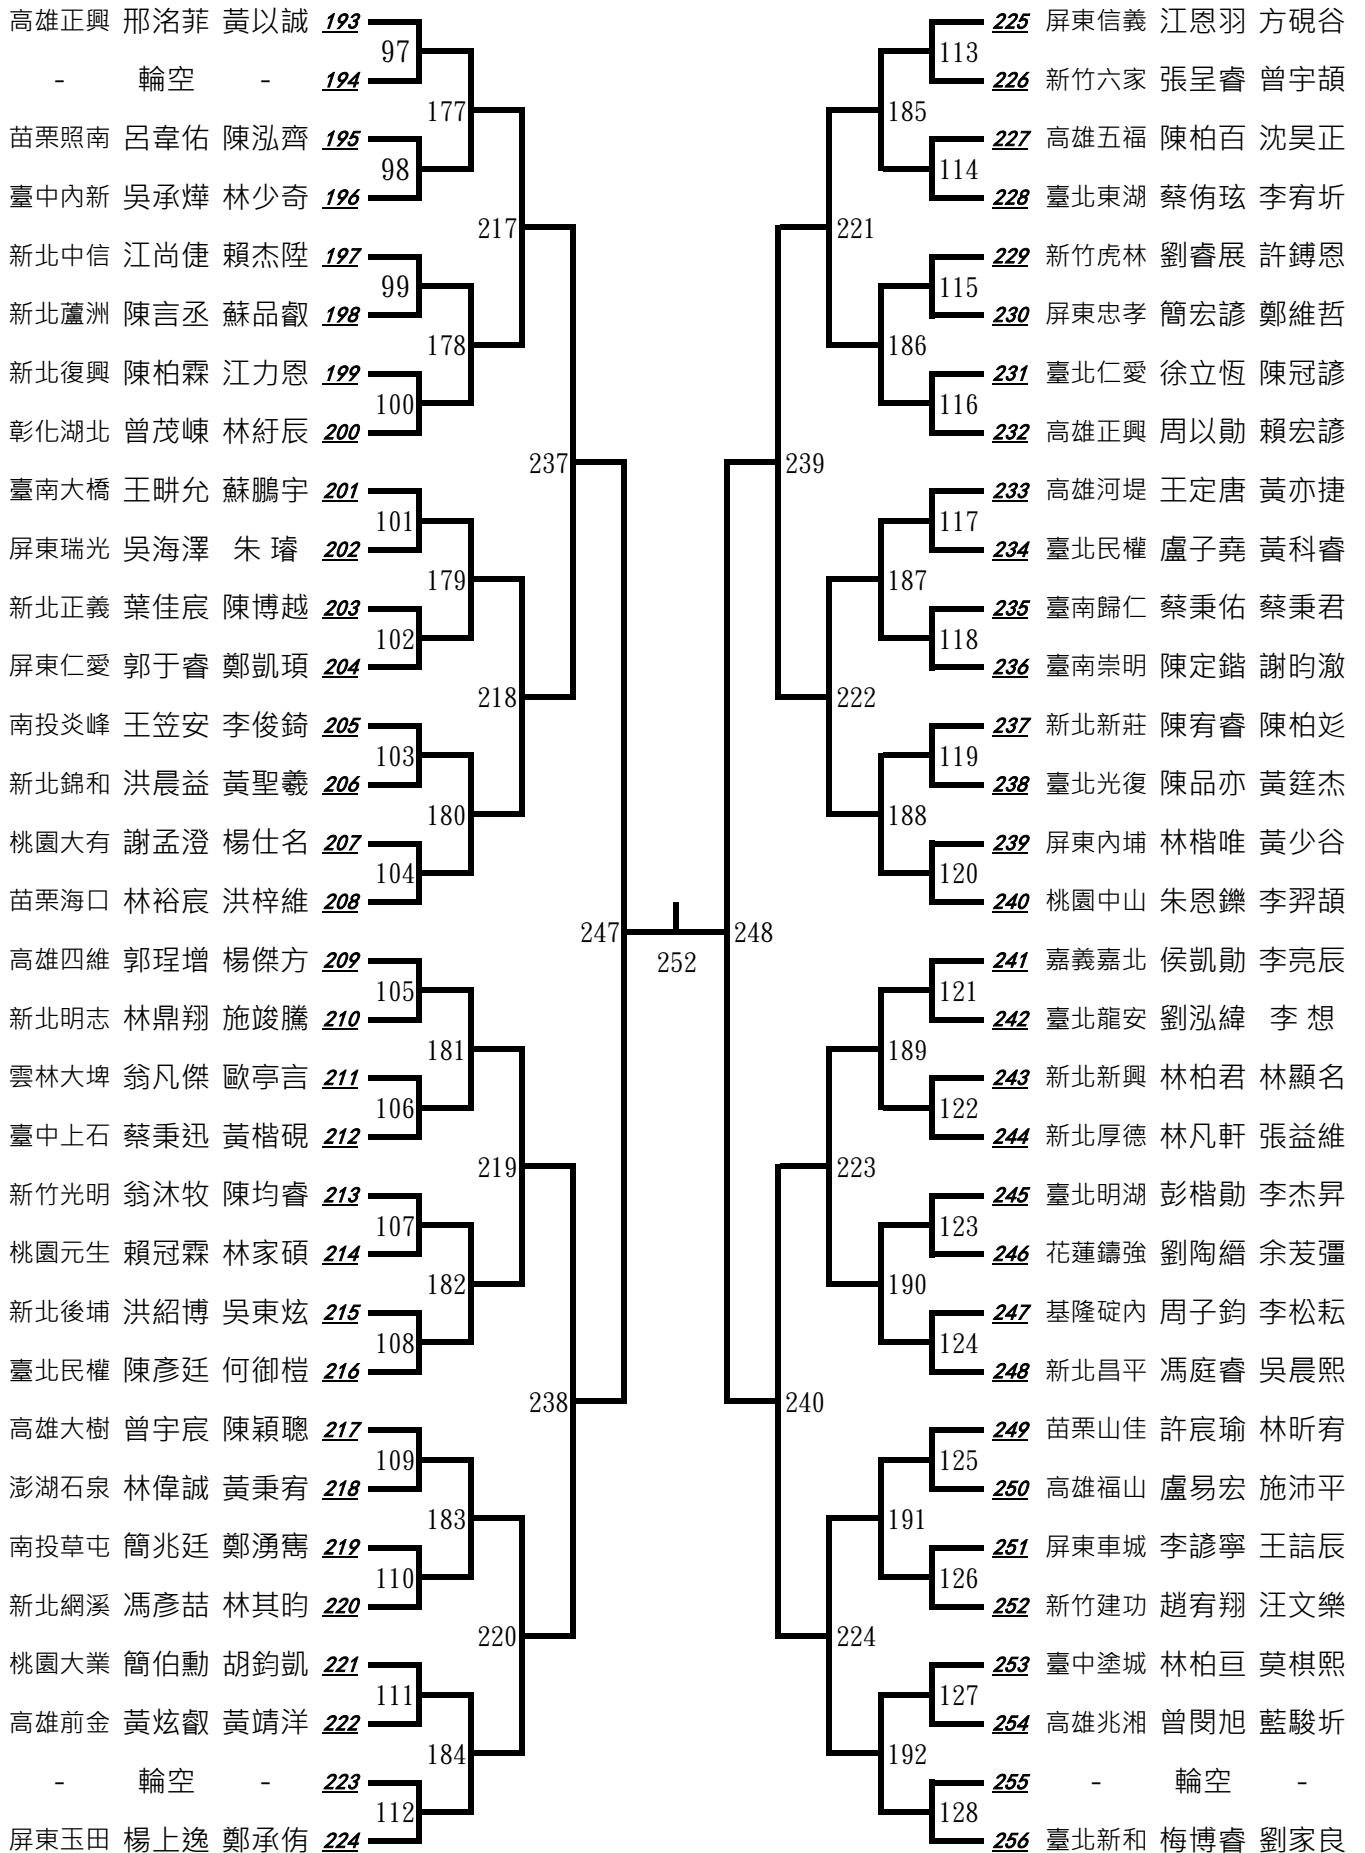 高雄正興 邢洺菲 黃以誠 193
97
- 輪空 - 194
177
苗栗照南 呂韋佑 陳泓齊 195
98
臺中內新 吳承燁 林少奇 196
217
新北中信 江尚倢 賴杰陞 197
99
新北蘆洲 陳言丞 蘇品叡 198
178
新北復興 陳柏霖 江力恩 199
100
彰化湖北 曾茂崠 林紆辰 200
237
臺南大橋 王畊允 蘇鵬宇 201
101
屏東瑞光 吳海澤 朱 璿 202
179
新北正義 葉佳宸 陳博越 203
102
屏東仁愛 郭于睿 鄭凱頊 204
218
南投炎峰 王笠安 李俊錡 205
103
新北錦和 洪晨益 黃聖羲 206
180
桃園大有 謝孟澄 楊仕名 207
104
苗栗海口 林裕宸 洪梓維 208
247
高雄四維 郭珵增 楊傑方 209
105
新北明志 林鼎翔 施竣騰 210
181
雲林大埤 翁凡傑 歐亭言 211
106
臺中上石 蔡秉迅 黃楷硯 212
219
新竹光明 翁沐牧 陳均睿 213
107
桃園元生 賴冠霖 林家碩 214
182
新北後埔 洪紹博 吳東炫 215
108
臺北民權 陳彥廷 何御榿 216
238
高雄大樹 曾宇宸 陳穎聰 217
109
澎湖石泉 林偉誠 黃秉宥 218
183
南投草屯 簡兆廷 鄭湧寯 219
110
新北網溪 馮彥喆 林其昀 220
220
桃園大業 簡伯勳 胡鈞凱 221
111
高雄前金 黃炫叡 黃靖洋 222
184
- 輪空 - 223
112
屏東玉田 楊上逸 鄭承侑 224
252
225 屏東信義 江恩羽 方硯谷
113
226 新竹六家 張呈睿 曾宇頡
185
227 高雄五福 陳柏百 沈昊正
114
228 臺北東湖 蔡侑玹 李宥圻
221
229 新竹虎林 劉睿展 許鎛恩
115
230 屏東忠孝 簡宏諺 鄭維哲
186
231 臺北仁愛 徐立恆 陳冠諺
116
232 高雄正興 周以勛 賴宏諺
239
233 高雄河堤 王定唐 黃亦捷
117
234 臺北民權 盧子堯 黃科睿
187
235 臺南歸仁 蔡秉佑 蔡秉君
118
236 臺南崇明 陳定鍇 謝昀澈
222
237 新北新莊 陳宥睿 陳柏彣
119
238 臺北光復 陳品亦 黃筳杰
188
239 屏東內埔 林楷唯 黃少谷
120
240 桃園中山 朱恩鑠 李羿頡
248
241 嘉義嘉北 侯凱勛 李亮辰
121
242 臺北龍安 劉泓緯 李 想
189
243 新北新興 林柏君 林顯名
122
244 新北厚德 林凡軒 張益維
223
245 臺北明湖 彭楷勛 李杰昇
123
246 花蓮鑄強 劉陶縉 余芨彊
190
247 基隆碇內 周子鈞 李松耘
124
248 新北昌平 馮庭睿 吳晨熙
240
249 苗栗山佳 許宸瑜 林昕宥
125
250 高雄福山 盧易宏 施沛平
191
251 屏東車城 李諺寧 王詰辰
126
252 新竹建功 趙宥翔 汪文樂
224
253 臺中塗城 林柏亘 莫棋熙
127
254 高雄兆湘 曾閔旭 藍駿圻
192
255 - 輪空 -
128
256 臺北新和 梅博睿 劉家良